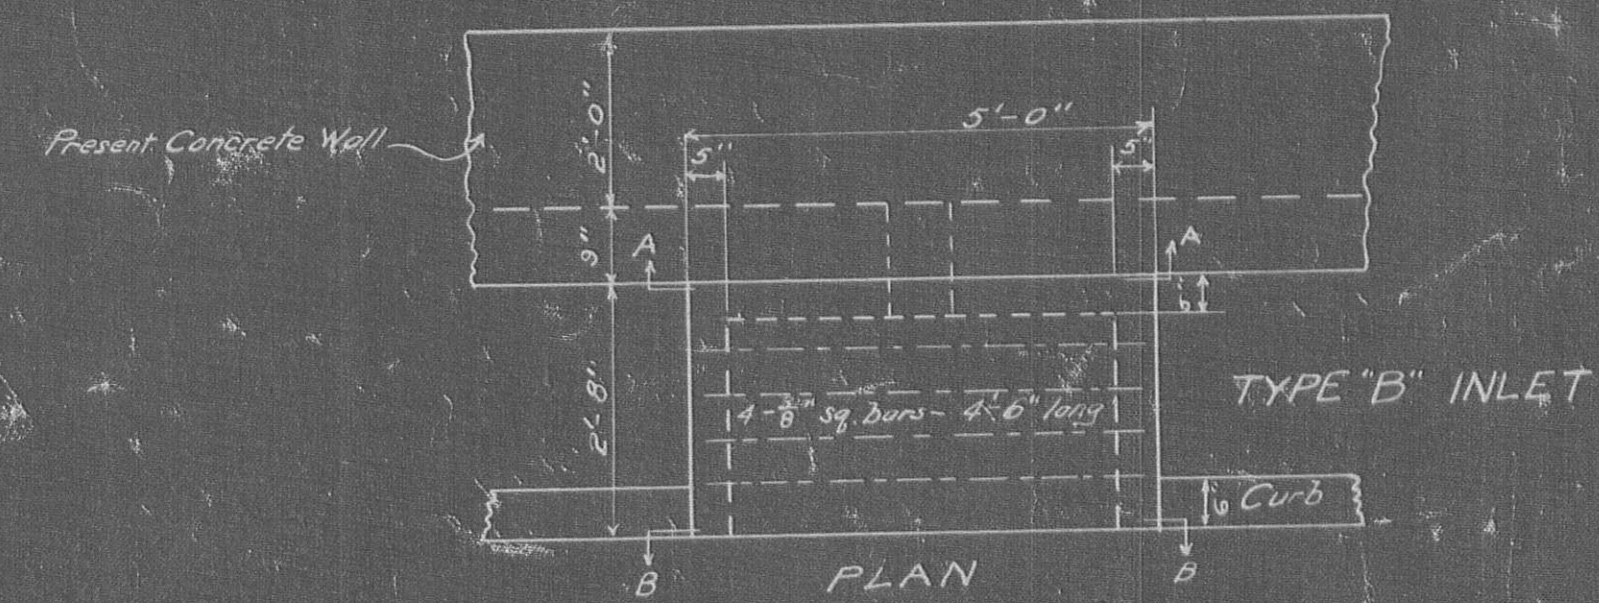 2'-0"
5'-0"
Present Concrete Wall
5"
5"
9"
A
A
6"
2'-8"
TYPE "B" INLET
4-⅜" sq. bars- 4'-6" long
6" Curb
B
PLAN
B